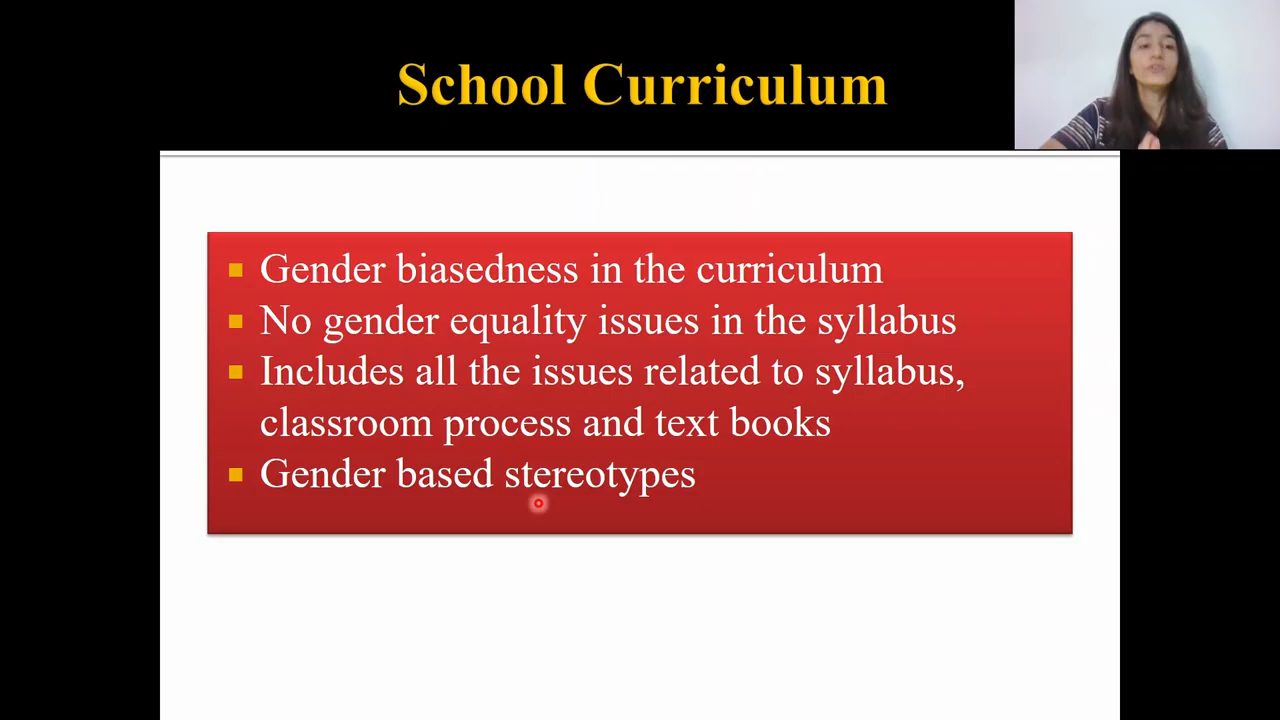 School Curriculum
Gender biasedness in the curriculum
No gender equality issues in the syllabus
Includes all the issues related to syllabus,
classroom process and text books
Gender based stereotypes